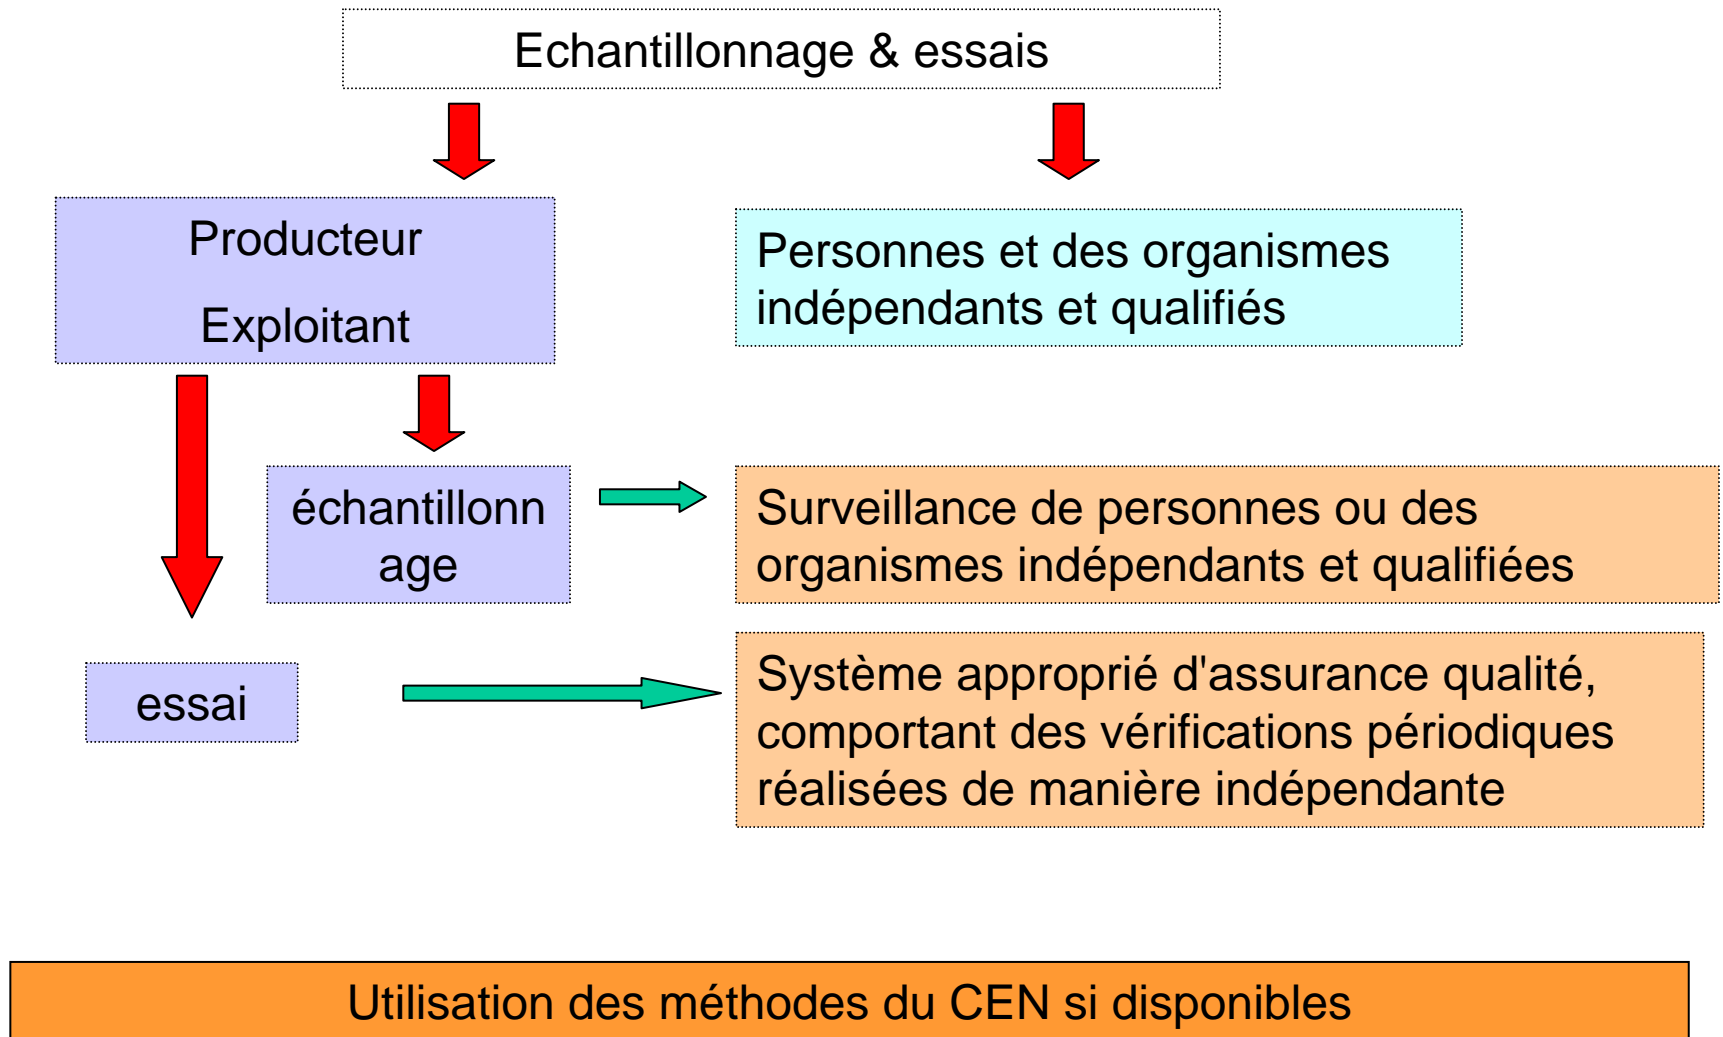 Echantillonnage & essais
Producteur
Exploitant
Personnes et des organismes
indépendants et qualifiés
échantillonn
age
Surveillance de personnes ou des
organismes indépendants et qualifiées
essai
Système approprié d'assurance qualité,
comportant des vérifications périodiques
réalisées de manière indépendante
Utilisation des méthodes du CEN si disponibles